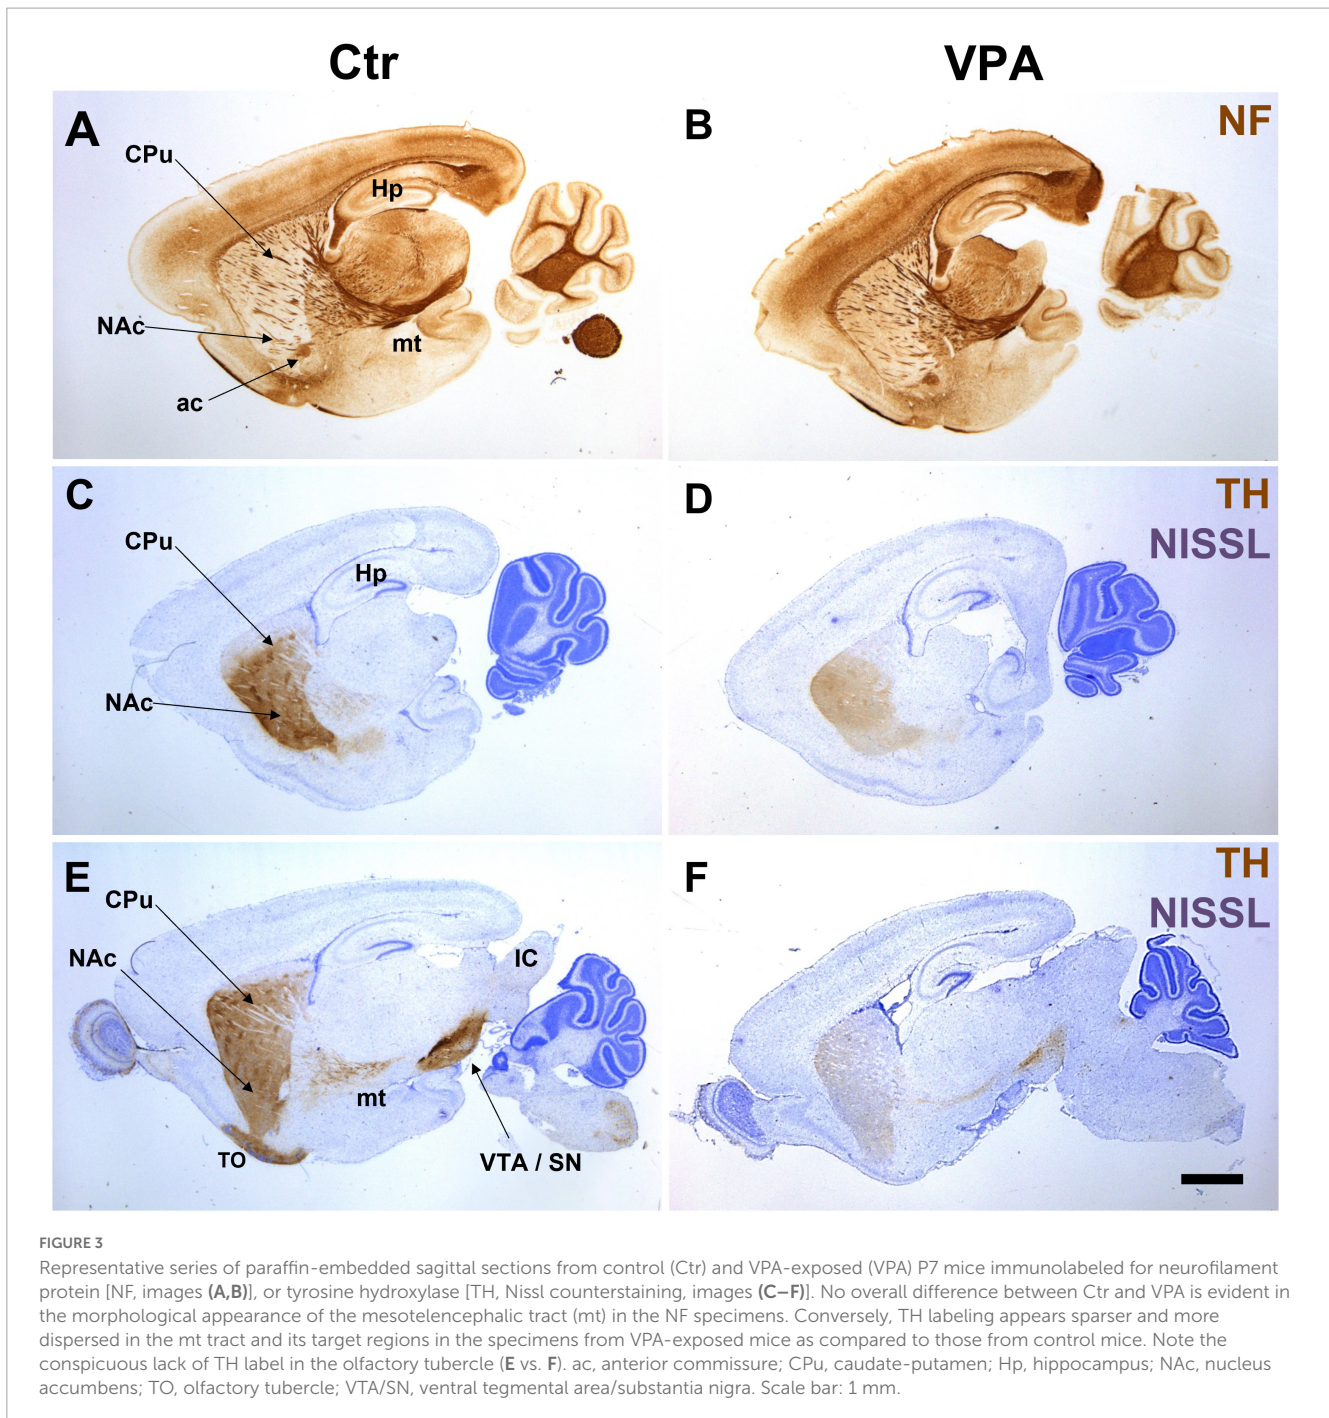 Ctr
VPA
A
CPu
Hp
NAc
mt
ac
B
NF
C
CPu
Hp
NAc
D
TH
NISSL
E
CPu
NAc
IC
mt
TO
VTA / SN
F
TH
NISSL
FIGURE 3
Representative series of paraffin-embedded sagittal sections from control (Ctr) and VPA-exposed (VPA) P7 mice immunolabeled for neurofilament
protein [NF, images (A,B)], or tyrosine hydroxylase [TH, Nissl counterstaining, images (C–F)]. No overall difference between Ctr and VPA is evident in
the morphological appearance of the mesotelencephalic tract (mt) in the NF specimens. Conversely, TH labeling appears sparser and more
dispersed in the mt tract and its target regions in the specimens from VPA-exposed mice as compared to those from control mice. Note the
conspicuous lack of TH label in the olfactory tubercle (E vs. F). ac, anterior commissure; CPu, caudate-putamen; Hp, hippocampus; NAc, nucleus
accumbens; TO, olfactory tubercle; VTA/SN, ventral tegmental area/substantia nigra. Scale bar: 1 mm.